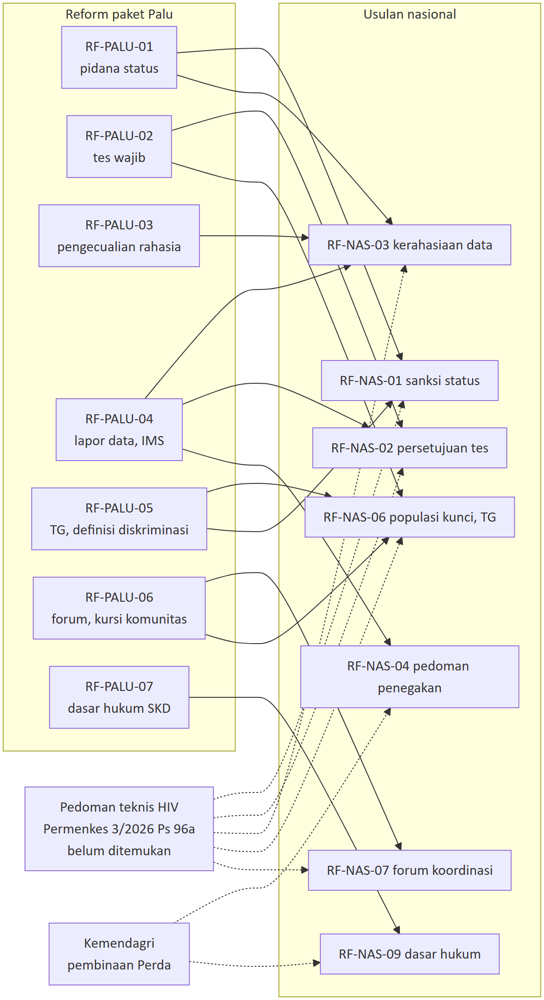 Reform paket Palu
RF-PALU-01
pidana status
RF-PALU-02
tes wajib
RF-PALU-03
pengecualian rahasia
RF-PALU-04
lapor data, IMS
RF-PALU-05
TG, definisi diskriminasi
RF-PALU-06
forum, kursi komunitas
RF-PALU-07
dasar hukum SKD
Pedoman teknis HIV
Permenkes 3/2026 Ps 96a
belum ditemukan
Kemendagri
pembinaan Perda
Usulan nasional
RF-NAS-03 kerahasiaan data
RF-NAS-01 sanksi status
RF-NAS-02 persetujuan tes
RF-NAS-06 populasi kunci, TG
RF-NAS-04 pedoman
penegakan
RF-NAS-07 forum koordinasi
RF-NAS-09 dasar hukum